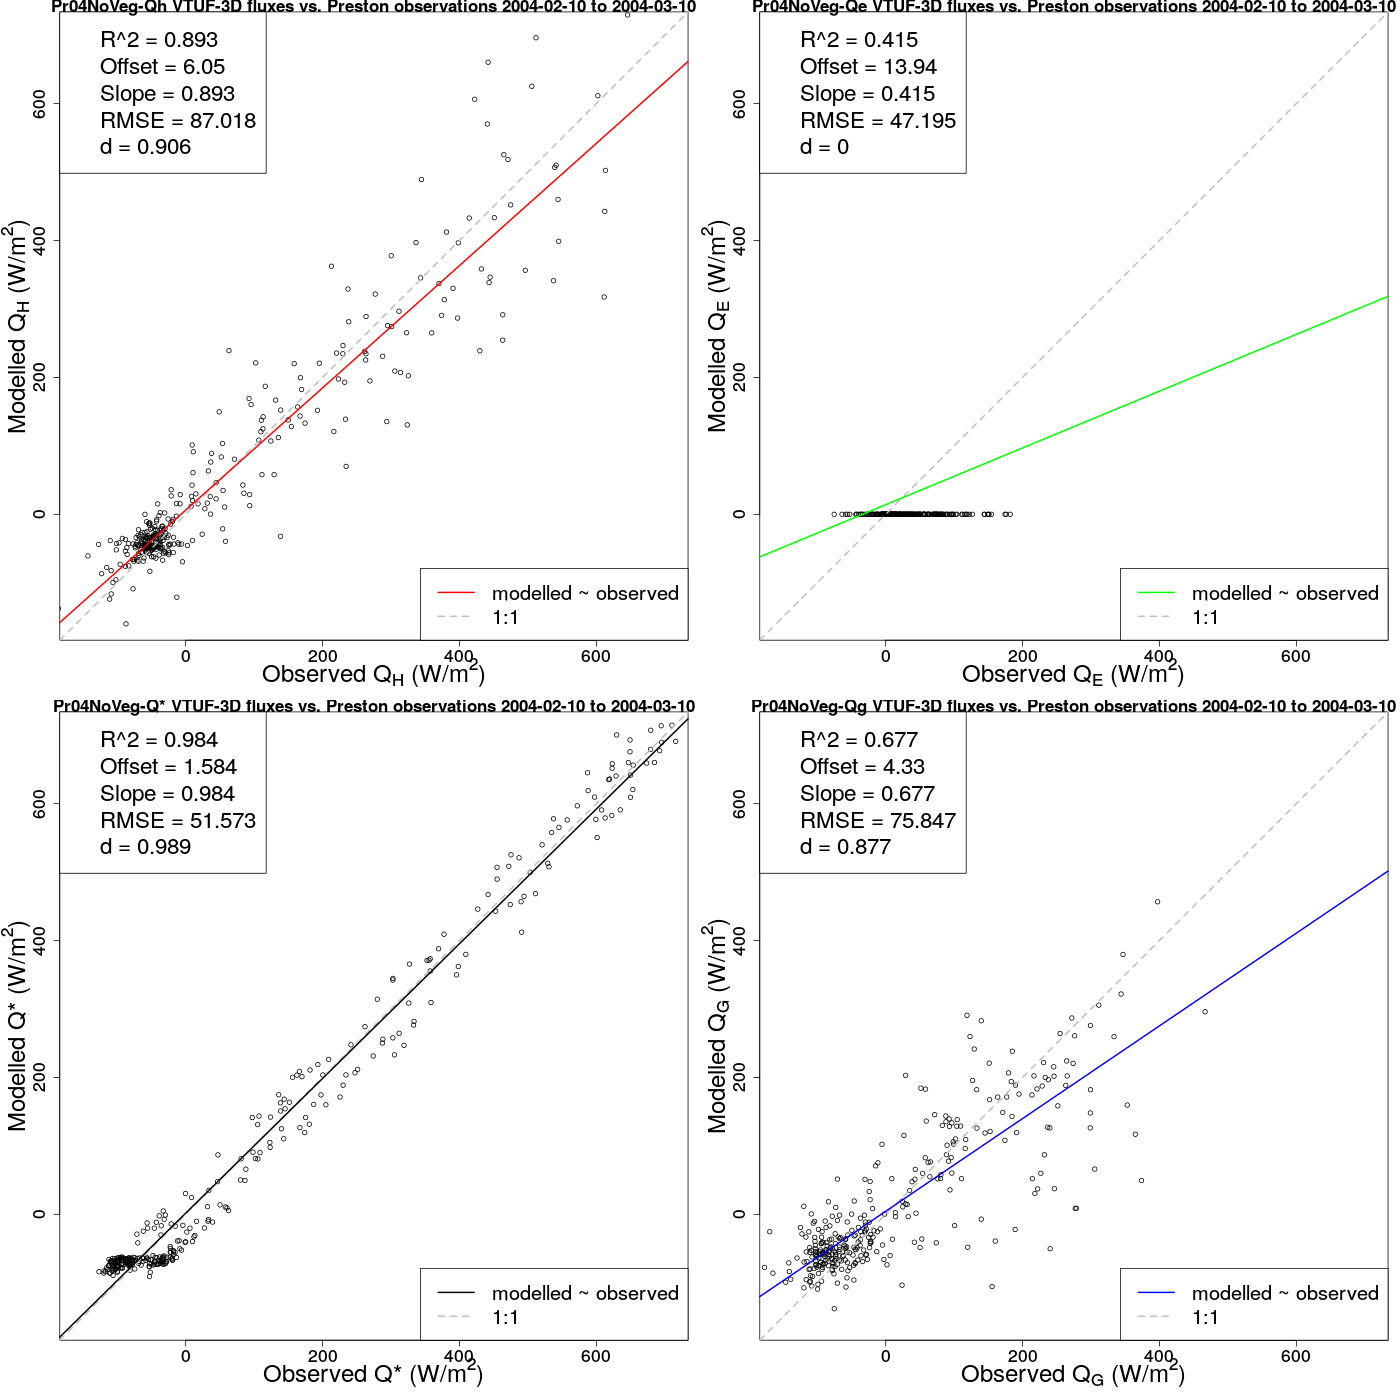 Pr04NoVeg-Qh VTUF-3D fluxes vs. Preston observations 2004-02-10 to 2004-03-10
R^2 = 0.893
Offset = 6.05
Slope = 0.893
RMSE = 87.018
d = 0.906
Modelled Q_H (W/m^2)
600
400
200
0
modelled ~ observed
1:1
0 200 400 600
Observed Q_H (W/m^2)
Pr04NoVeg-Qe VTUF-3D fluxes vs. Preston observations 2004-02-10 to 2004-03-10
R^2 = 0.415
Offset = 13.94
Slope = 0.415
RMSE = 47.195
d = 0
Modelled Q_E (W/m^2)
600
400
200
0
modelled ~ observed
1:1
0 200 400 600
Observed Q_E (W/m^2)
Pr04NoVeg-Q* VTUF-3D fluxes vs. Preston observations 2004-02-10 to 2004-03-10
R^2 = 0.984
Offset = 1.584
Slope = 0.984
RMSE = 51.573
d = 0.989
Modelled Q* (W/m^2)
600
400
200
0
modelled ~ observed
1:1
0 200 400 600
Observed Q* (W/m^2)
Pr04NoVeg-Qg VTUF-3D fluxes vs. Preston observations 2004-02-10 to 2004-03-10
R^2 = 0.677
Offset = 4.33
Slope = 0.677
RMSE = 75.847
d = 0.877
Modelled Q_G (W/m^2)
600
400
200
0
modelled ~ observed
1:1
0 200 400 600
Observed Q_G (W/m^2)